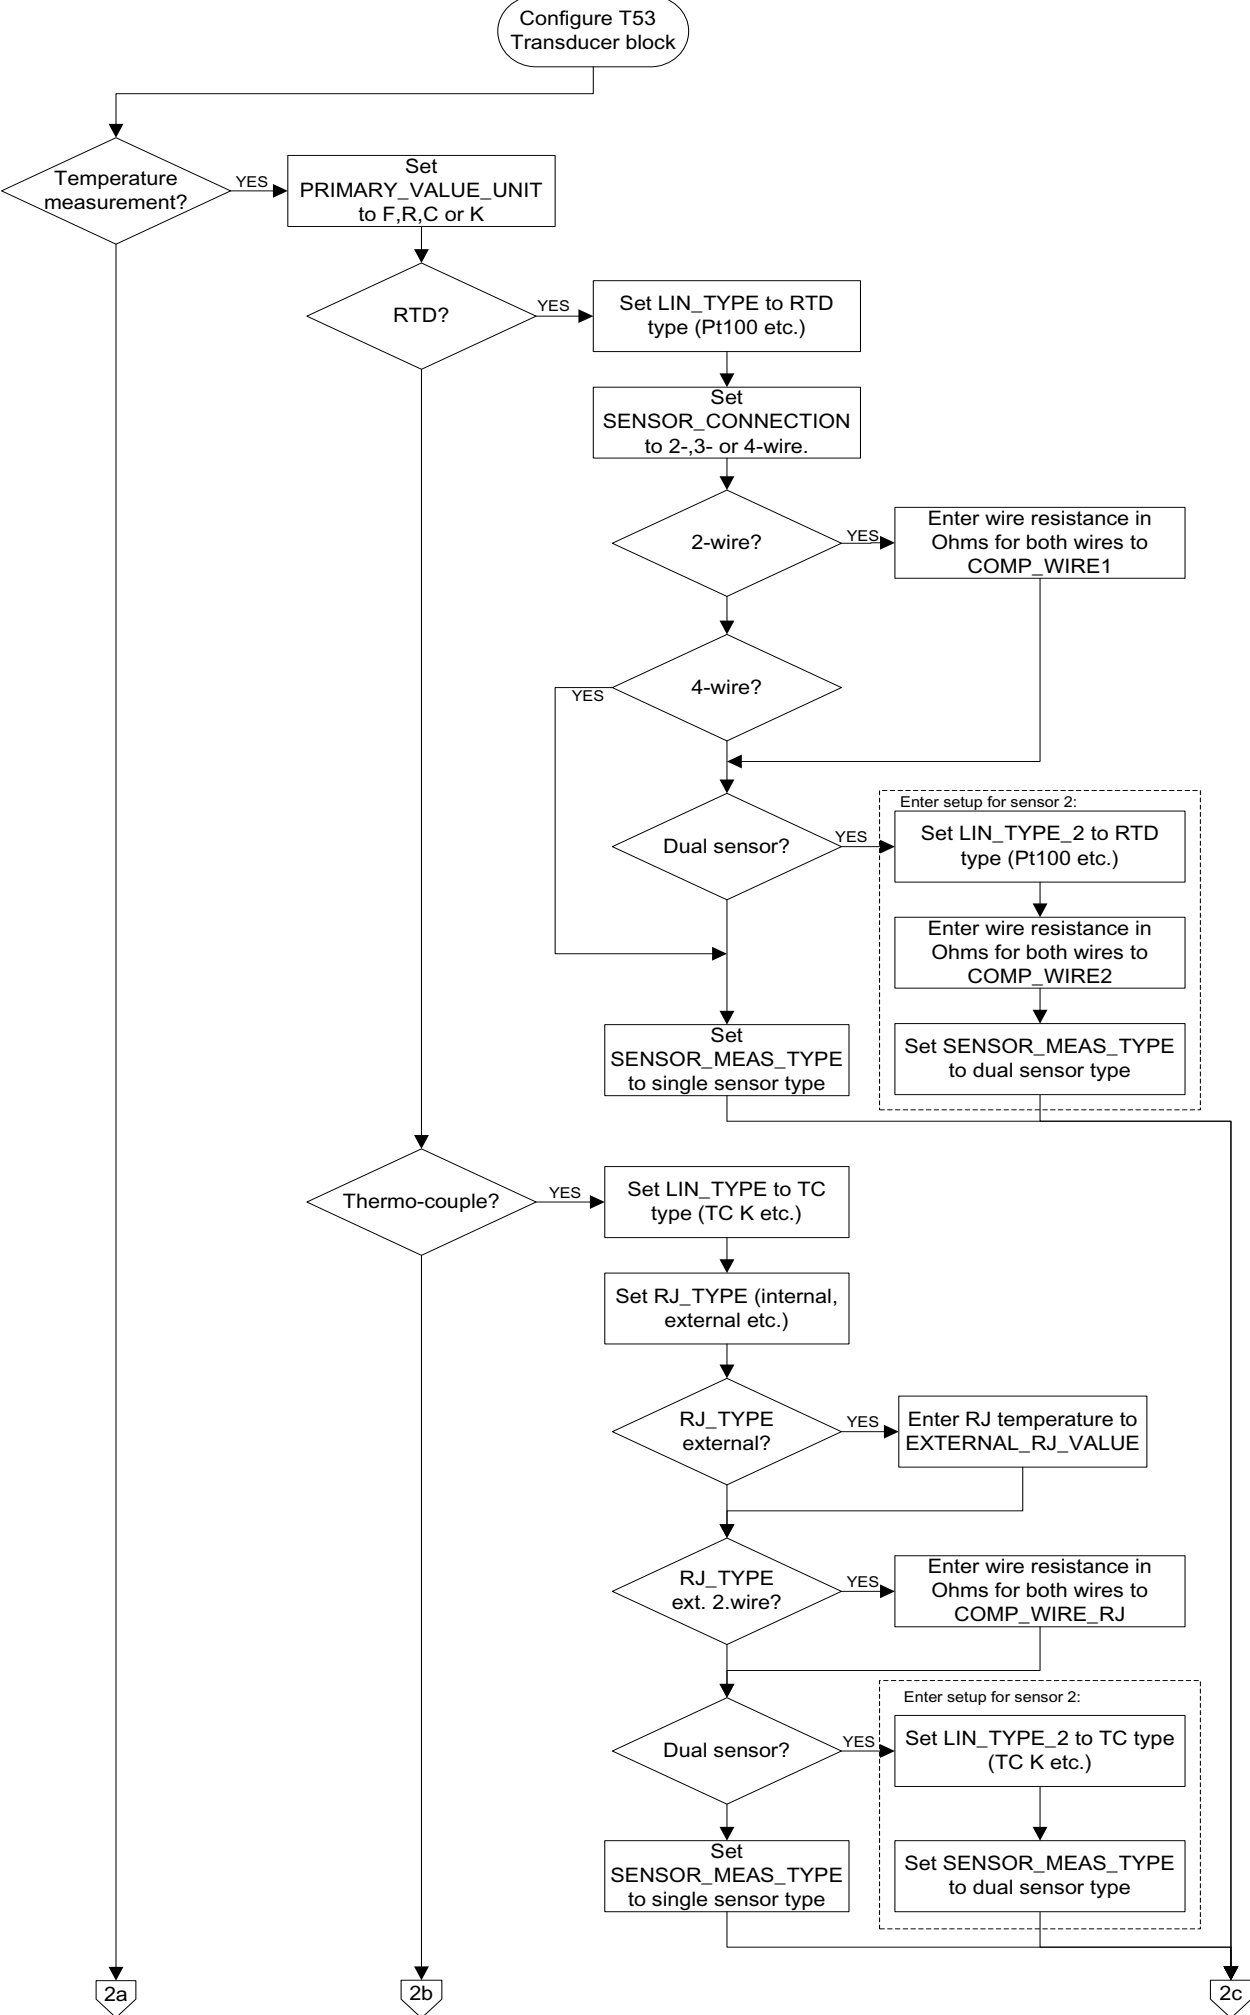 Configure T53
Transducer block
Temperature
measurement?
YES
Set
PRIMARY_VALUE_UNIT
to F,R,C or K
RTD?
YES
Set LIN_TYPE to RTD
type (Pt100 etc.)
Set
SENSOR_CONNECTION
to 2-,3- or 4-wire.
2-wire?
YES
Enter wire resistance in
Ohms for both wires to
COMP_WIRE1
4-wire?
YES
Dual sensor?
YES
Enter setup for sensor 2:
Set LIN_TYPE_2 to RTD
type (Pt100 etc.)
Enter wire resistance in
Ohms for both wires to
COMP_WIRE2
Set
SENSOR_MEAS_TYPE
to single sensor type
Set SENSOR_MEAS_TYPE
to dual sensor type
Thermo-couple?
YES
Set LIN_TYPE to TC
type (TC K etc.)
Set RJ_TYPE (internal,
external etc.)
RJ_TYPE
external?
YES
Enter RJ temperature to
EXTERNAL_RJ_VALUE
RJ_TYPE
ext. 2.wire?
YES
Enter wire resistance in
Ohms for both wires to
COMP_WIRE_RJ
Dual sensor?
YES
Enter setup for sensor 2:
Set LIN_TYPE_2 to TC type
(TC K etc.)
Set
SENSOR_MEAS_TYPE
to single sensor type
Set SENSOR_MEAS_TYPE
to dual sensor type
2a
2b
2c